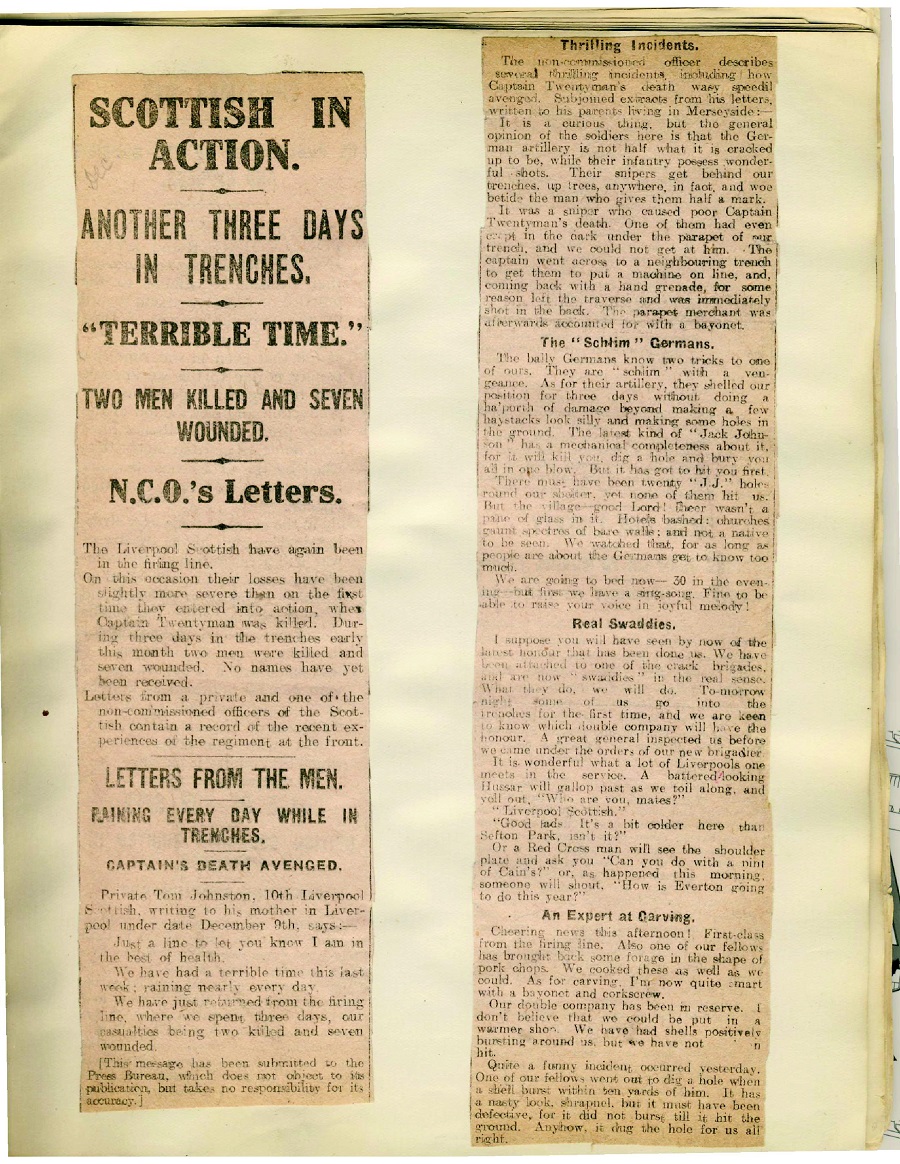 SCOTTISH IN
ACTION.
ANOTHER THREE DAYS
IN TRENCHES.
"TERRIBLE TIME."
TWO MEN KILLED AND SEVEN
WOUNDED.
N.C.O.'s Letters.
The Liverpool Scottish have again been
in the firing line.
On this occasion their losses have been
slightly more severe than on the first
time they entered into action, when
Captain Twentyman was killed. Dur-
ing three days in the trenches early
this month two men were killed and
seven wounded. No names have yet
been received.
Letters from a private and one of the
non-commissioned officers of the Scot-
tish contain a record of the recent ex-
periences of the regiment at the front.
LETTERS FROM THE MEN.
RAINING EVERY DAY WHILE IN
TRENCHES.
CAPTAIN'S DEATH AVENGED.
Private Tom Johnston, 10th Liverpool
Scottish, writing to his mother in Liver-
pool under date December 9th, says:—
Just a line to let you know I am in
the best of health.
We have had a terrible time this last
week; raining nearly every day.
We have just returned from the firing
line, where we spent three days, our
casualties being two killed and seven
wounded.
[This message has been submitted to the
Press Bureau, which does not object to its
publication, but takes no responsibility for its
accuracy.]
Thrilling Incidents.
The non-commissioned officer describes
several thrilling incidents, including how
Captain Twentyman's death wasy speedil
avenged. Subjoined extracts from his letters,
written to his parents living in Merseyside:—
It is a curious thing, but the general
opinion of the soldiers here is that the Ger-
man artillery is not half what it is cracked
up to be, while their infantry possess wonder-
ful shots. Their snipers get behind our
trenches, up trees, anywhere, in fact, and woe
betide the man who gives them half a mark.
It was a sniper who caused poor Captain
Twentyman's death. One of them had even
crept in the dark under the parapet of our
trench, and we could not get at him. The
captain went across to a neighbouring trench
to get them to put a machine on line, and,
coming back with a hand grenade, for some
reason left the traverse and was immediately
shot in the back. The parapet merchant was
afterwards accounted for with a bayonet.
The "Schlim" Germans.
The bally Germans know two tricks to one
of ours. They are "schlim" with a ven-
geance. As for their artillery, they shelled our
position for three days without doing a
ha'porth of damage beyond making a few
haystacks look silly and making some holes in
the ground. The latest kind of "Jack John-
son" has a mechanical completeness about it,
for it will kill you, dig a hole and bury you
all in one blow. But it has got to hit you first.
There must have been twenty "J.J." holes
round our shelter, yet none of them hit us.
But the village—good Lord! there wasn't a
pane of glass in it. Hotels bashed; churches
gaunt spectres of bare walls; and not a native
to be seen. We watched that, for as long as
people are about the Germans get to know too
much.
We are going to bed now— 30 in the even-
ing—but first we have a sing-song. Fine to be
able to raise your voice in joyful melody!
Real Swaddies.
I suppose you will have seen by now of the
latest honour that has been done us. We have
been attached to one of the crack brigades,
and are now "swaddies" in the real sense.
What they do, we will do. To-morrow
night some of us go into the
trenches for the first time, and we are keen
to know which double company will have the
honour. A great general inspected us before
we came under the orders of our new brigadier.
It is wonderful what a lot of Liverpools one
meets in the service. A battered-looking
Hussar will gallop past as we toil along, and
yell out, "Who are you, mates?"
"Liverpool Scottish."
"Good lads. It's a bit colder here than
Sefton Park, isn't it?"
Or a Red Cross man will see the shoulder
plate and ask you "Can you do with a pint
of Cain's?" or, as happened this morning,
someone will shout, "How is Everton going
to do this year?"
An Expert at Carving.
Cheering news this afternoon! First-class
from the firing line. Also one of our fellows
has brought back some forage in the shape of
pork chops. We cooked these as well as we
could. As for carving, I'm now quite smart
with a bayonet and corkscrew.
Our double company has been in reserve. I
don't believe that we could be put in a
warmer shop. We have had shells positively
bursting around us, but we have not
hit.
Quite a funny incident occurred yesterday.
One of our fellows went out to dig a hole when
a shell burst within ten yards of him. It has
a nasty look, shrapnel, but it must have been
defective, for it did not burst till it hit the
ground. Anyhow, it dug the hole for us all
right.